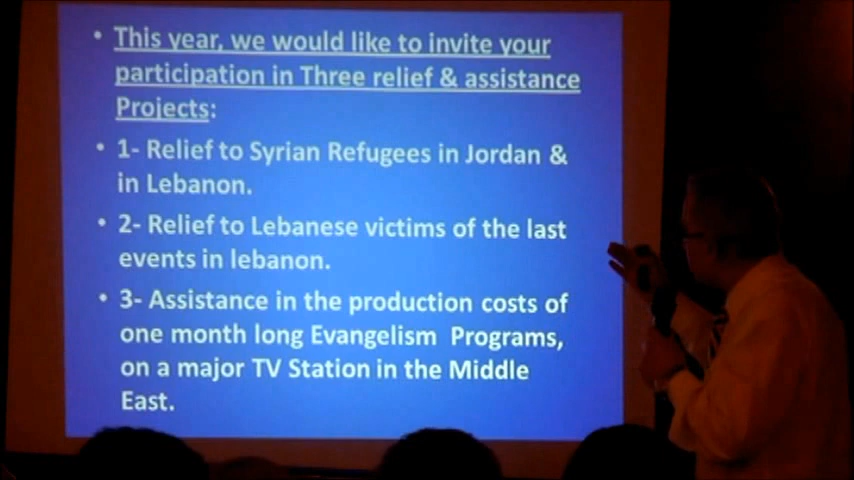 • This year, we would like to invite your
participation in Three relief & assistance
Projects:
• 1- Relief to Syrian Refugees in Jordan &
in Lebanon.
• 2- Relief to Lebanese victims of the last
events in lebanon.
• 3- Assistance in the production costs of
one month long Evangelism Programs,
on a major TV Station in the Middle
East.